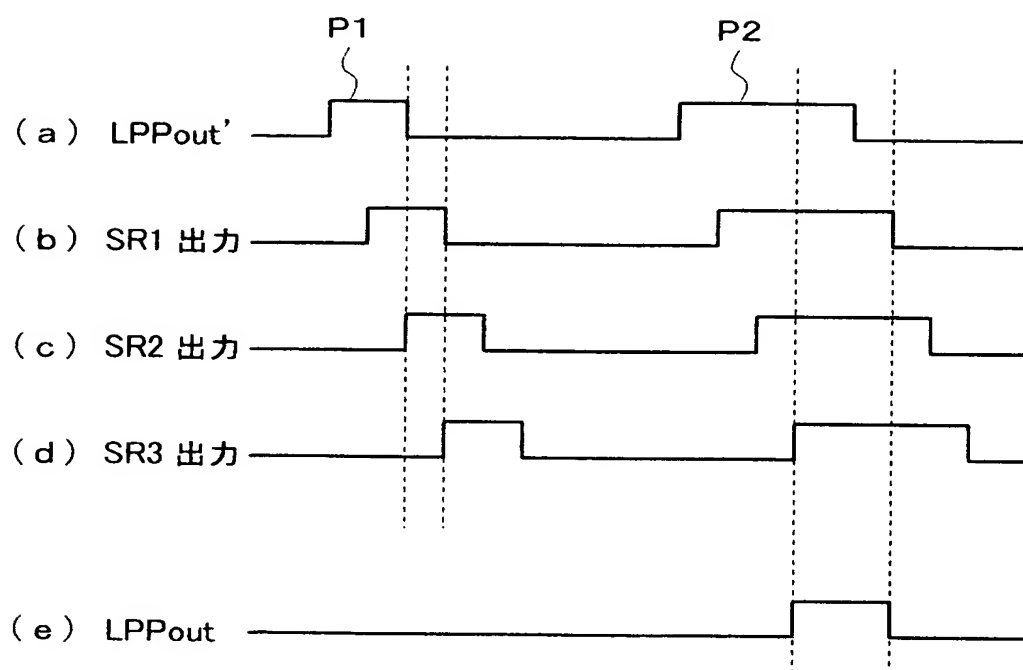 P1
P2
(a) LPPout'
(b) SR1 出力
(c) SR2 出力
(d) SR3 出力
(e) LPPout